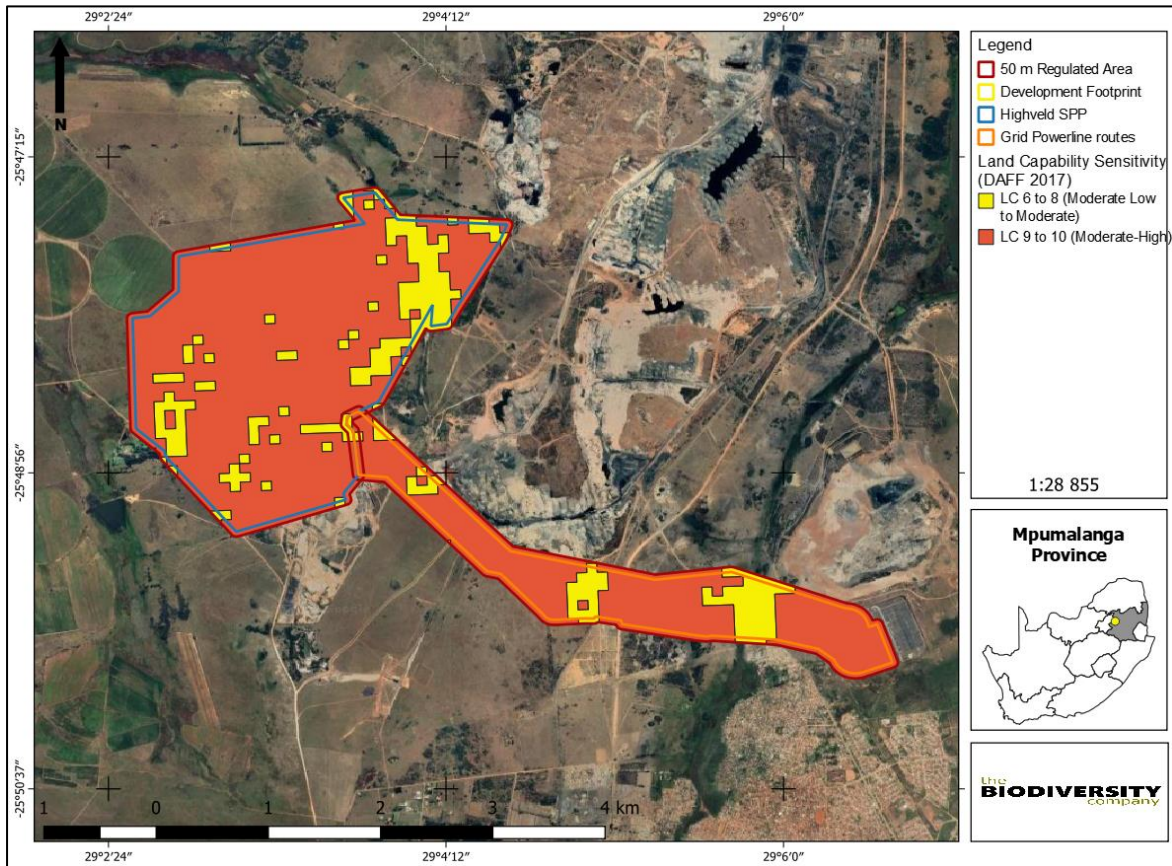 29°2′24″ 29°4′12″ 29°6′0″
-25°47′15″
-25°48′56″
-25°50′37″
N
1 0 1 2 3 4 km
29°2′24″ 29°4′12″ 29°6′0″
Legend
50 m Regulated Area
Development Footprint
Highveld SPP
Grid Powerline routes
Land Capability Sensitivity
(DAFF 2017)
LC 6 to 8 (Moderate Low
to Moderate)
LC 9 to 10 (Moderate-High)
1:28 855
Mpumalanga
Province
the
BIODIVERSITY
company